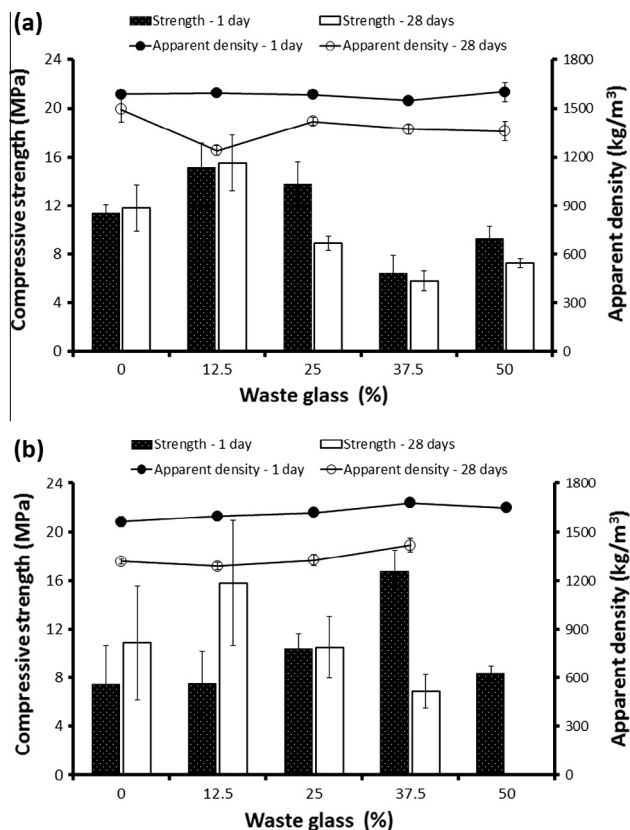 (a)
Strength - 1 day
Strength - 28 days
Apparent density - 1 day
Apparent density - 28 days
24
20
16
12
8
4
0
Compressive strength (MPa)
1800
1500
1200
900
600
300
0
Apparent density (kg/m³)
0 12.5 25 37.5 50
Waste glass (%)
(b)
Strength - 1 day
Strength - 28 days
Apparent density - 1 day
Apparent density - 28 days
24
20
16
12
8
4
0
Compressive strength (MPa)
1800
1500
1200
900
600
300
0
Apparent density (kg/m³)
0 12.5 25 37.5 50
Waste glass (%)